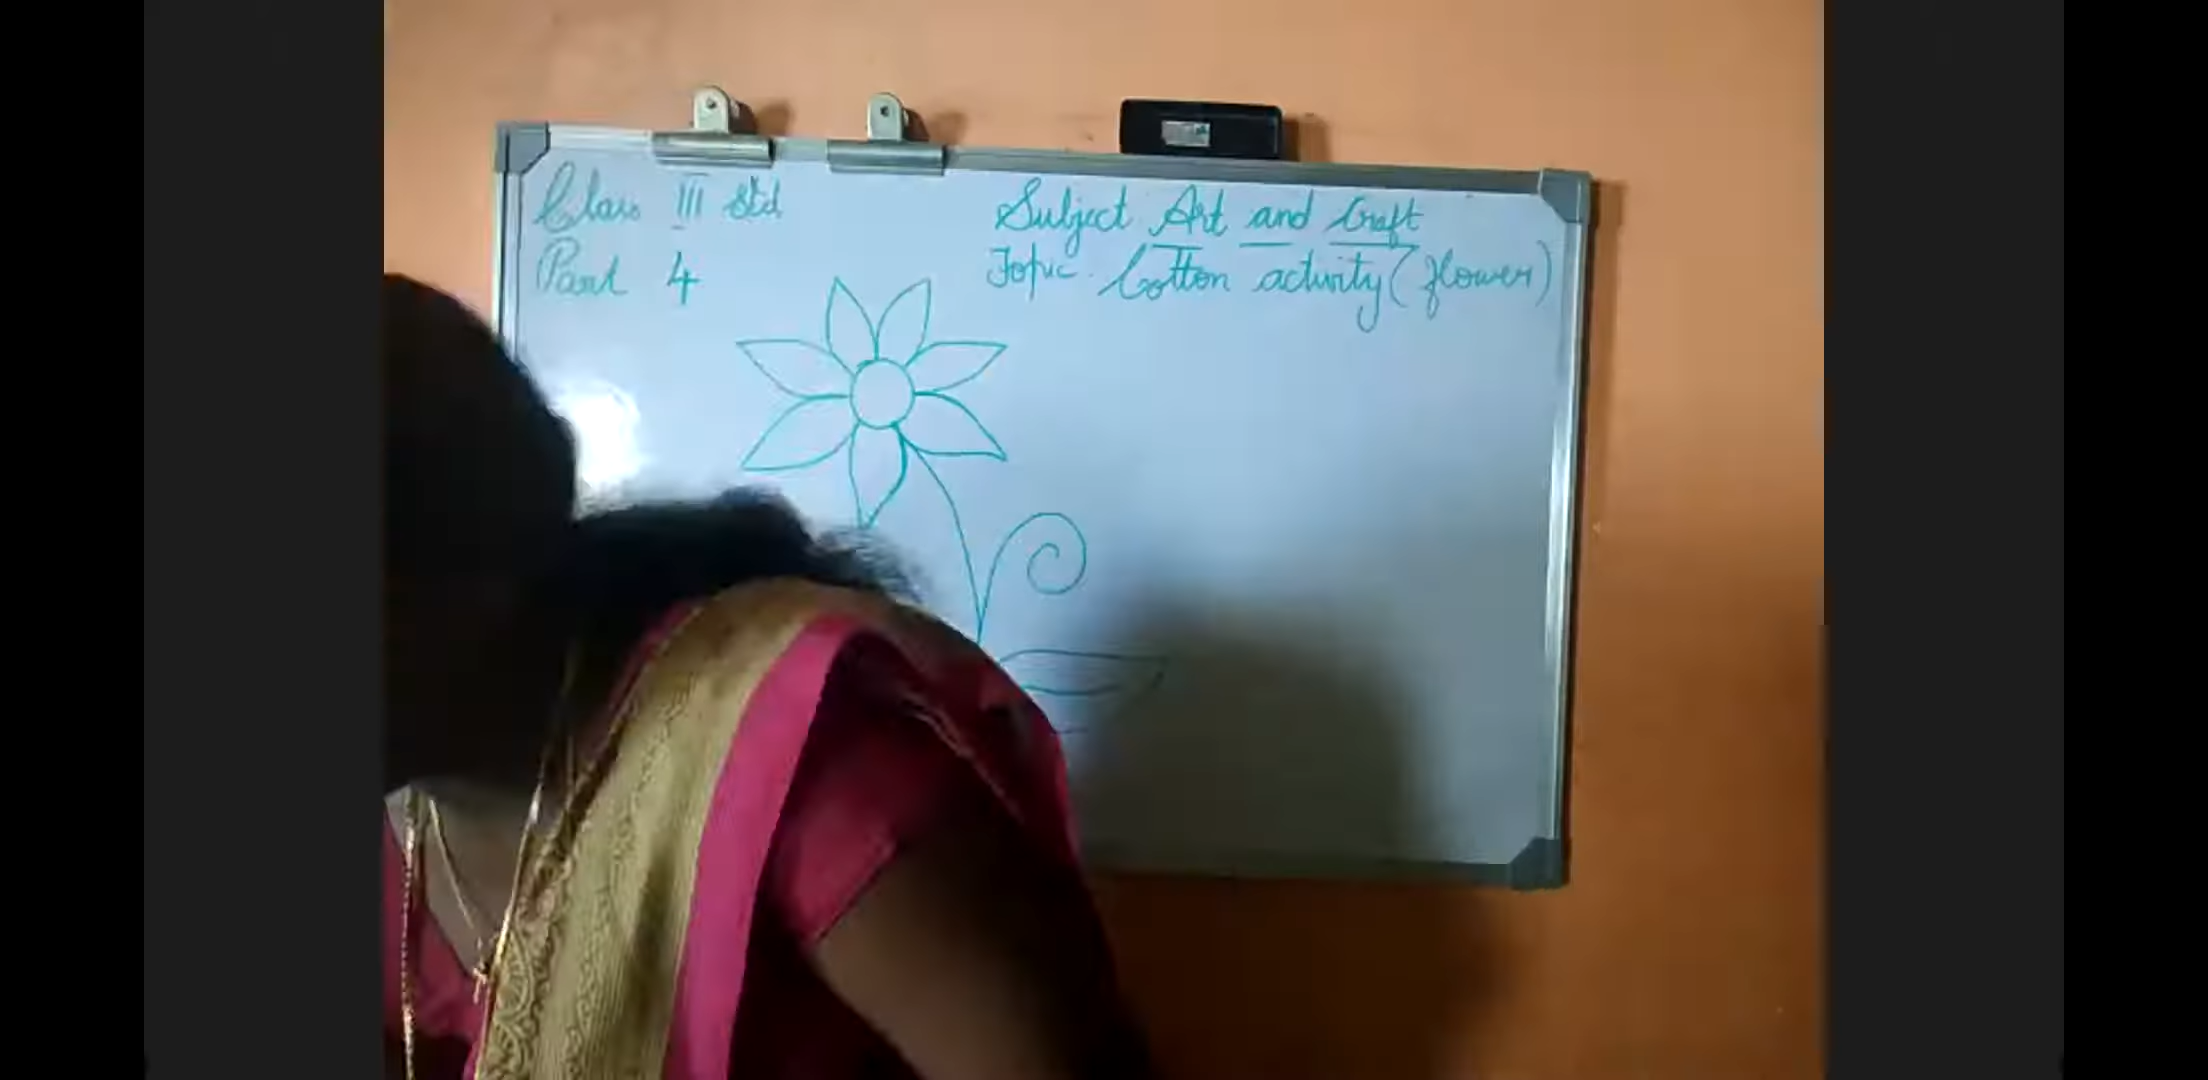 Class III Std
Part 4
Subject Art and Craft
Topic. Cotton activity (flower)